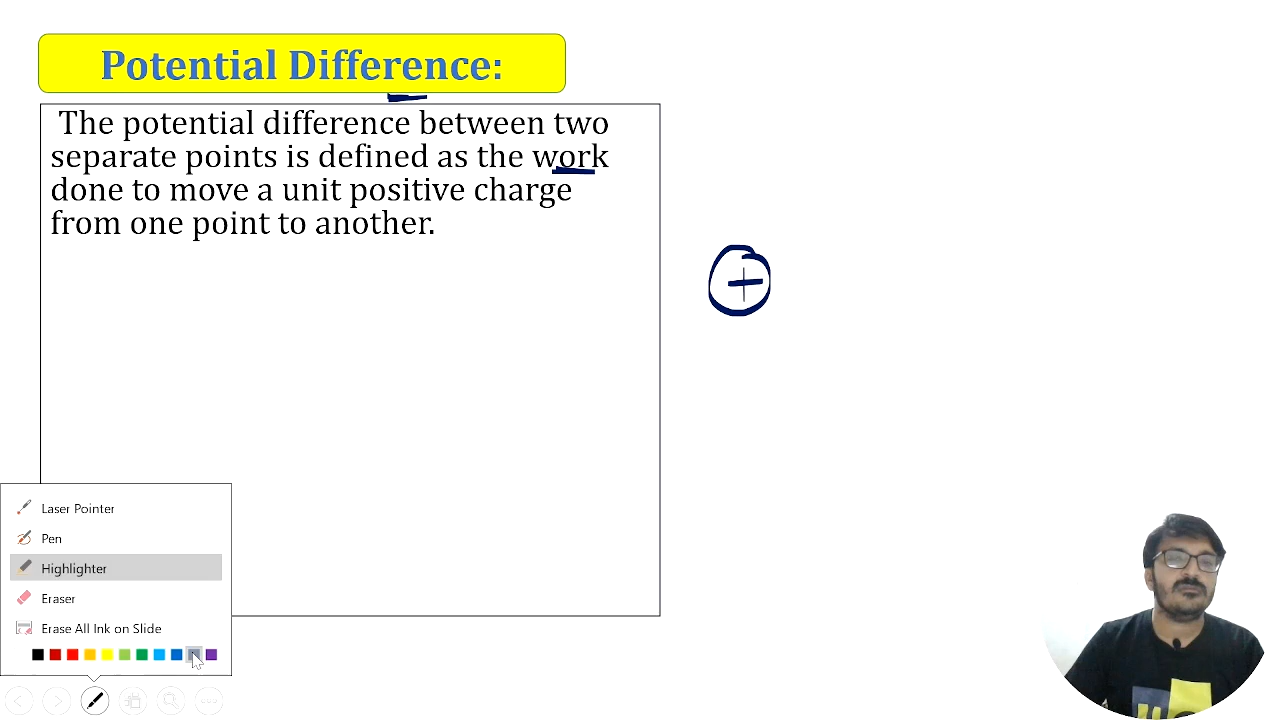 Potential Difference:
The potential difference between two
separate points is defined as the work
done to move a unit positive charge
from one point to another.
+
Laser Pointer
Pen
Highlighter
Eraser
Erase All Ink on Slide